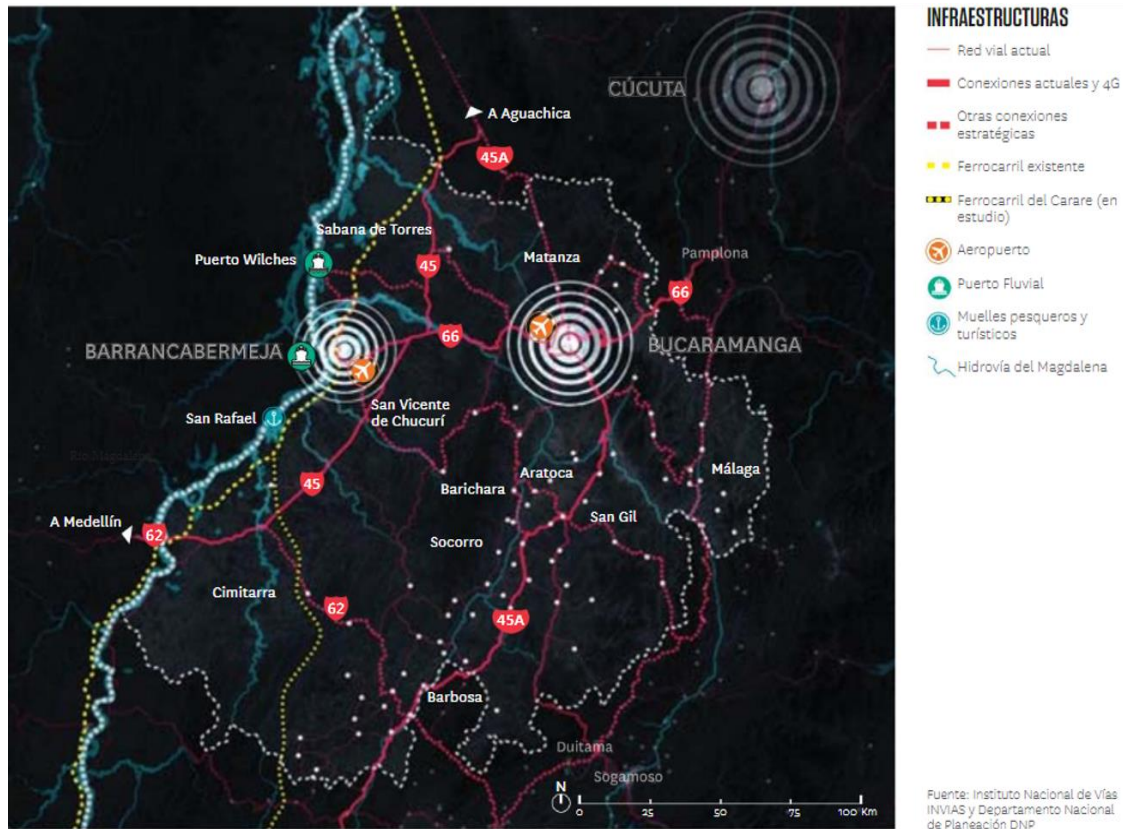 CÚCUTA
A Aguachica
45A
Sabana de Torres
Puerto Wilches
45
Matanza
Pamplona
66
66
BARRANCABERMEJA
BUCARAMANGA
San Rafael
San Vicente
de Chucurí
Río Magdalena
Málaga
Aratoca
Barichara
45
San Gil
A Medellín
62
Socorro
Cimitarra
62
45A
Barbosa
Duitama
Sogamoso
N
0 25 50 75 100 Km
INFRAESTRUCTURAS
Red vial actual
Conexiones actuales y 4G
Otras conexiones
estratégicas
Ferrocarril existente
Ferrocarril del Carare (en
estudio)
Aeropuerto
Puerto Fluvial
Muelles pesqueros y
turísticos
Hidrovía del Magdalena
Fuente: Instituto Nacional de Vías
INVIAS y Departamento Nacional
de Planeación DNP